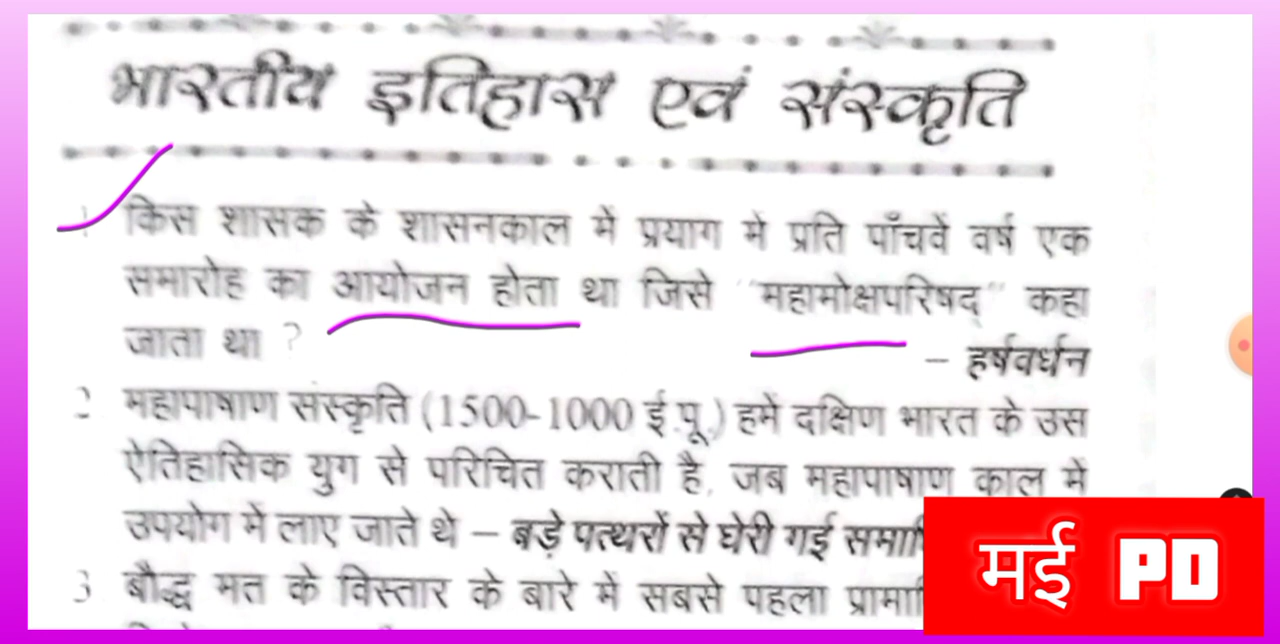 भारतीय इतिहास एवं संस्कृति
1 किस शासक के शासनकाल में प्रयाग में प्रति पाँचवें वर्ष एक
समारोह का आयोजन होता था जिसे "महामोक्षपरिषद्" कहा
जाता था ?
– हर्षवर्धन
2 महापाषाण संस्कृति (1500-1000 ई.पू.) हमें दक्षिण भारत के उस
ऐतिहासिक युग से परिचित कराती है, जब महापाषाण काल में
उपयोग में लाए जाते थे – बड़े पत्थरों से घेरी गई
3 बौद्ध मत के विस्तार के बारे में सबसे पहला
मई PD